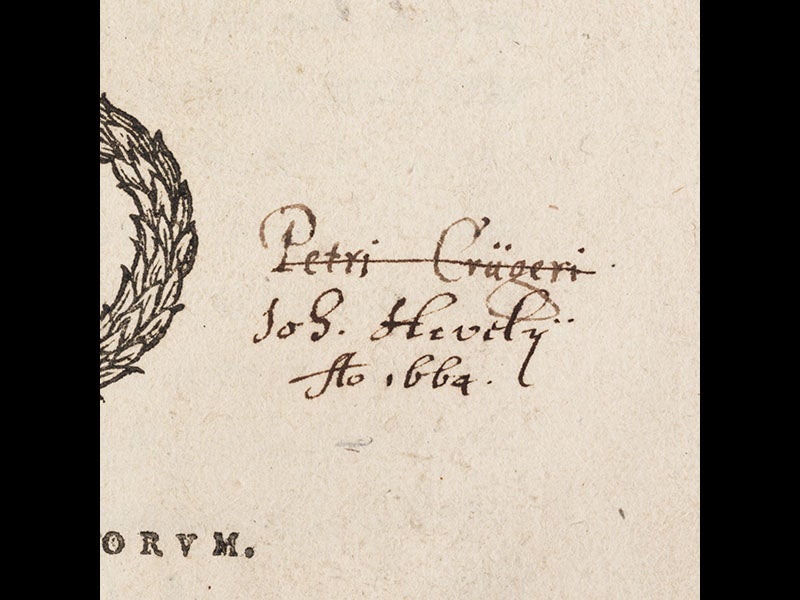 Petri Crügeri
Joh. Hevelij
Ao 1664.
ORVM.